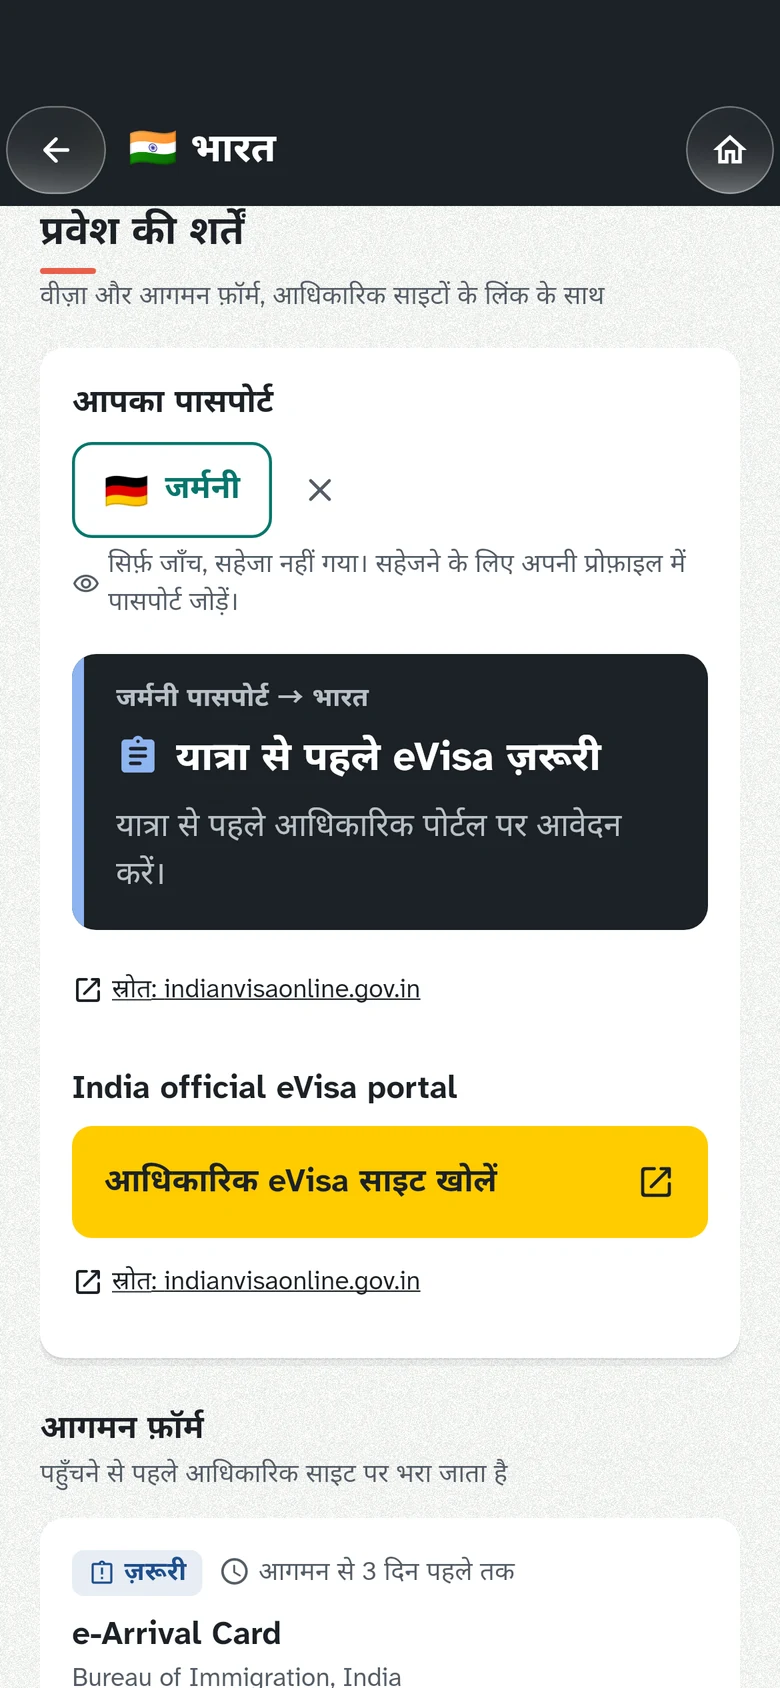 भारत
प्रवेश की शर्तें
वीज़ा और आगमन फ़ॉर्म, आधिकारिक साइटों के लिंक के साथ
आपका पासपोर्ट
जर्मनी
सिर्फ़ जाँच, सहेजा नहीं गया। सहेजने के लिए अपनी प्रोफ़ाइल में
पासपोर्ट जोड़ें।
जर्मनी पासपोर्ट → भारत
यात्रा से पहले eVisa ज़रूरी
यात्रा से पहले आधिकारिक पोर्टल पर आवेदन
करें।
स्रोत: indianvisaonline.gov.in
India official eVisa portal
आधिकारिक eVisa साइट खोलें
स्रोत: indianvisaonline.gov.in
आगमन फ़ॉर्म
पहुँचने से पहले आधिकारिक साइट पर भरा जाता है
ज़रूरी
आगमन से 3 दिन पहले तक
e-Arrival Card
Bureau of Immigration, India